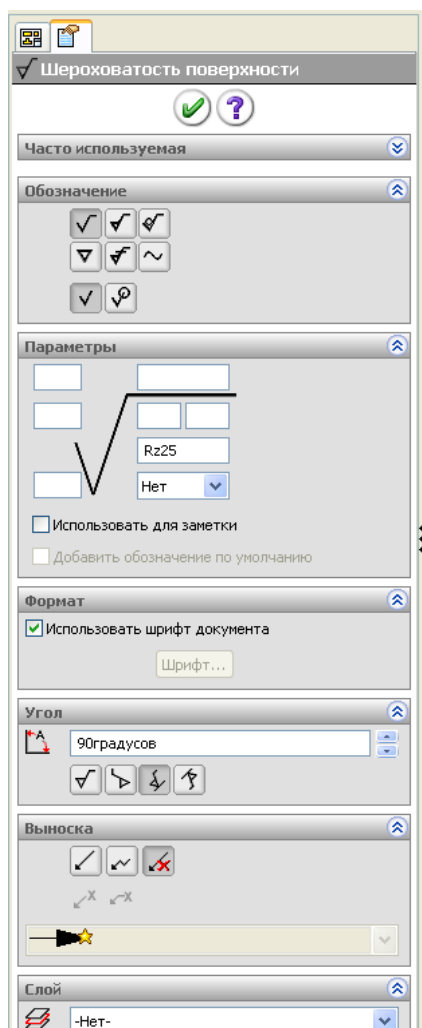 Шероховатость поверхности
?
Часто используемая
Обозначение
Параметры
Rz25
Нет
Использовать для заметки
Добавить обозначение по умолчанию
Формат
Использовать шрифт документа
Шрифт...
Угол
90градусов
Выноска
Слой
-Нет-